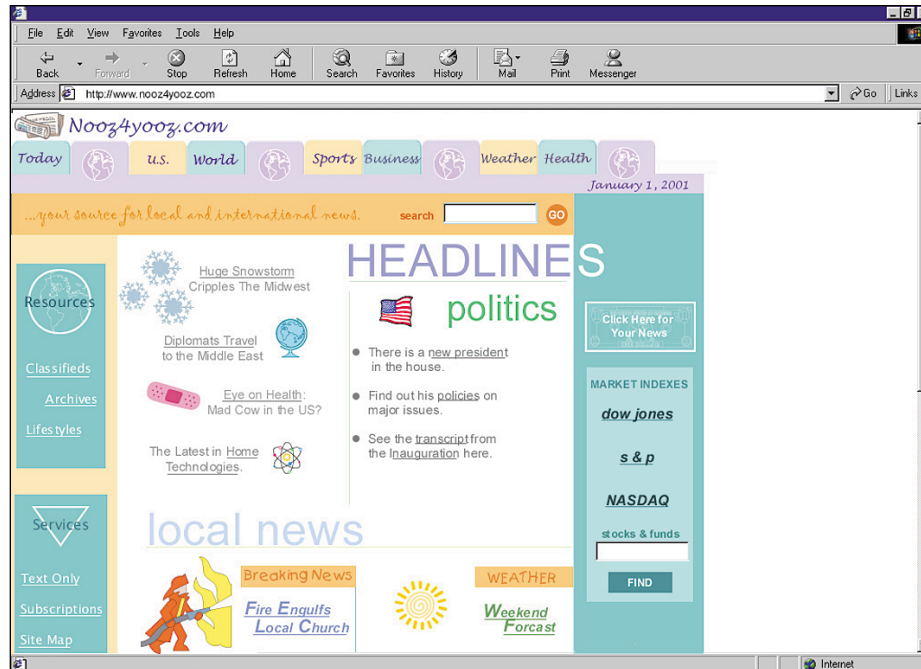 File Edit View Favorites Tools Help
Back Forward Stop Refresh Home Search Favorites History Mail Print Messenger
Address http://www.nooz4yooz.com Go Links
Nooz4yooz.com
Today U.S. World Sports Business Weather Health
January 1, 2001
...your source for local and international news. search GO
HEADLINES
Huge Snowstorm
Cripples The Midwest
Diplomats Travel
to the Middle East
Eye on Health:
Mad Cow in the US?
The Latest in Home
Technologies.
politics
There is a new president
in the house.
Find out his policies on
major issues.
See the transcript from
the Inauguration here.
Resources
Classifieds
Archives
Lifestyles
Services
Text Only
Subscriptions
Site Map
Click Here for
Your News
MARKET INDEXES
dow jones
s & p
NASDAQ
stocks & funds
FIND
local news
Breaking News
Fire Engulfs
Local Church
WEATHER
Weekend
Forcast
Internet